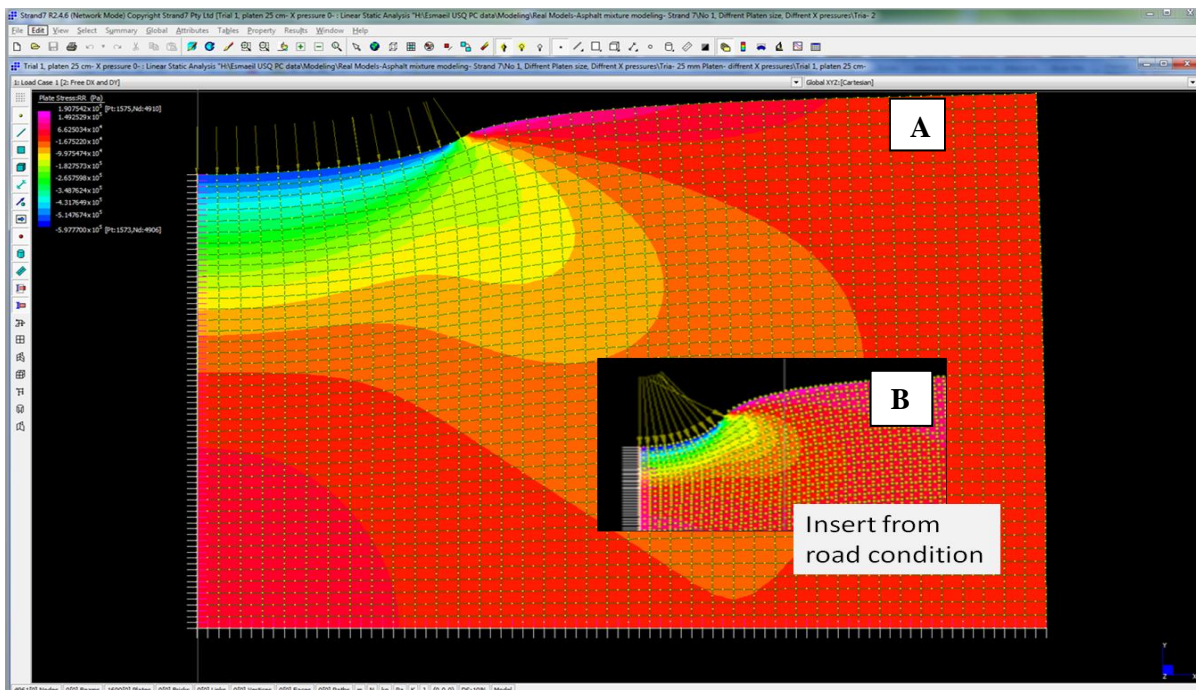 Strand7 R2.4.6 (Network Mode) Copyright Strand7 Pty Ltd [Trial 1, platen 25 cm- X pressure 0- : Linear Static Analysis "H:\Esmaeil USQ PC data\Modeling\Real Models-Asphalt mixture modeling- Strand 7\No 1, Diffrent Platen size, Diffrent X pressures\Tria- 2
File Edit View Select Summary Global Attributes Tables Property Results Window Help
Trial 1, platen 25 cm- X pressure 0- : Linear Static Analysis "H:\Esmaeil USQ PC data\Modeling\Real Models-Asphalt mixture modeling- Strand 7\No 1, Diffrent Platen size, Diffrent X pressures\Tria- 25 mm Platen- diffrent x pressures\Trial 1, platen 25 cm-
1: Load Case 1 [2: Free DX and DY] Global XYZ:[Cartesian]
Plate Stress:RR (Pa)
1.907542x10⁵ [Pt:1575,Nd:4910]
1.492529x10⁵
6.625034x10⁴
-1.675220x10⁴
-9.975474x10⁴
-1.827573x10⁵
-2.657598x10⁵
-3.487624x10⁵
-4.317649x10⁵
-5.147674x10⁵
-5.977700x10⁵ [Pt:1573,Nd:4906]
A
B
Insert from
road condition
Y
Z X